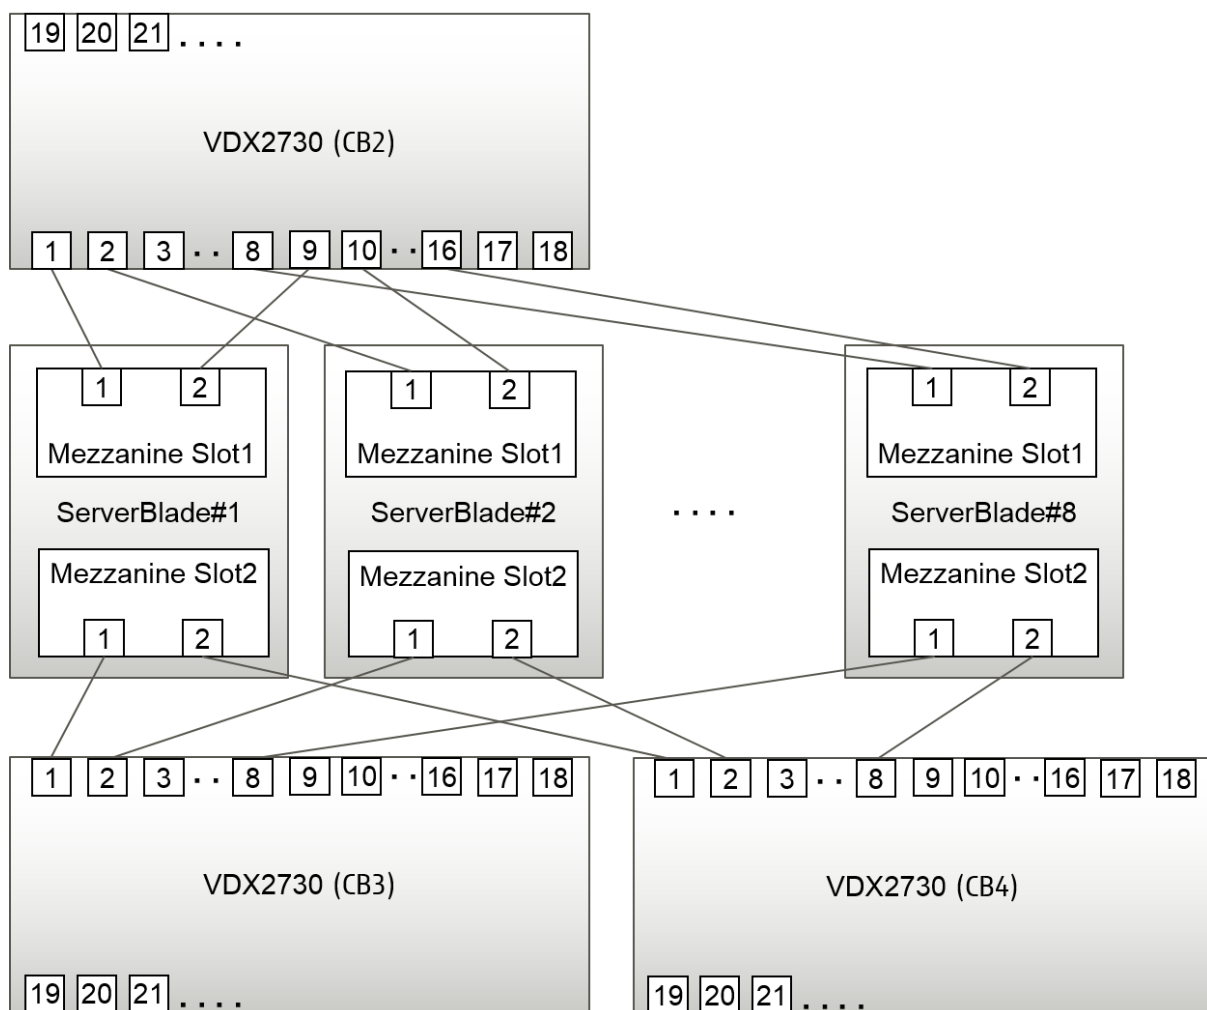 19 20 21 . . . .
VDX2730 (CB2)
1 2 3 . . 8 9 10 . . 16 17 18
1 2 1 2 1 2
Mezzanine Slot1 Mezzanine Slot1 Mezzanine Slot1
ServerBlade#1 ServerBlade#2 . . . . ServerBlade#8
Mezzanine Slot2 Mezzanine Slot2 Mezzanine Slot2
1 2 1 2 1 2
1 2 3 . . 8 9 10 . . 16 17 18 1 2 3 . . 8 9 10 . . 16 17 18
VDX2730 (CB3) VDX2730 (CB4)
19 20 21 . . . . 19 20 21 . . . .